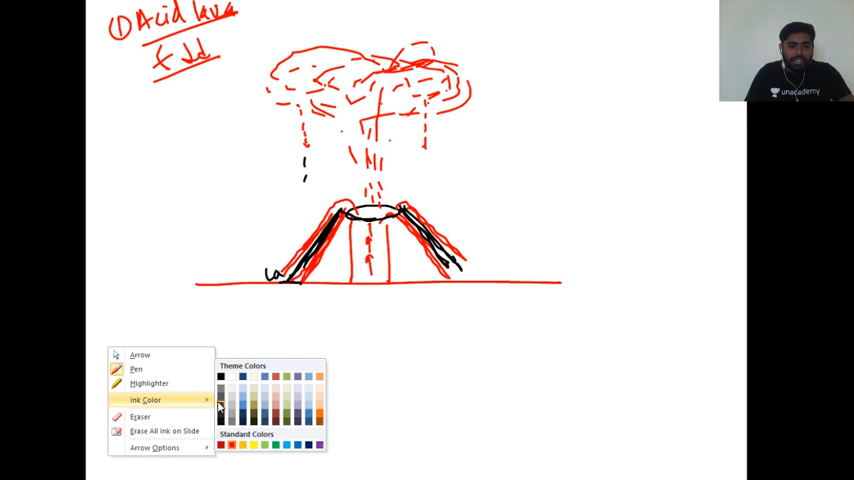 ① Acid lava
unacademy
La
Arrow
Pen
Highlighter
Ink Color
Eraser
Erase All Ink on Slide
Arrow Options
Theme Colors
Standard Colors